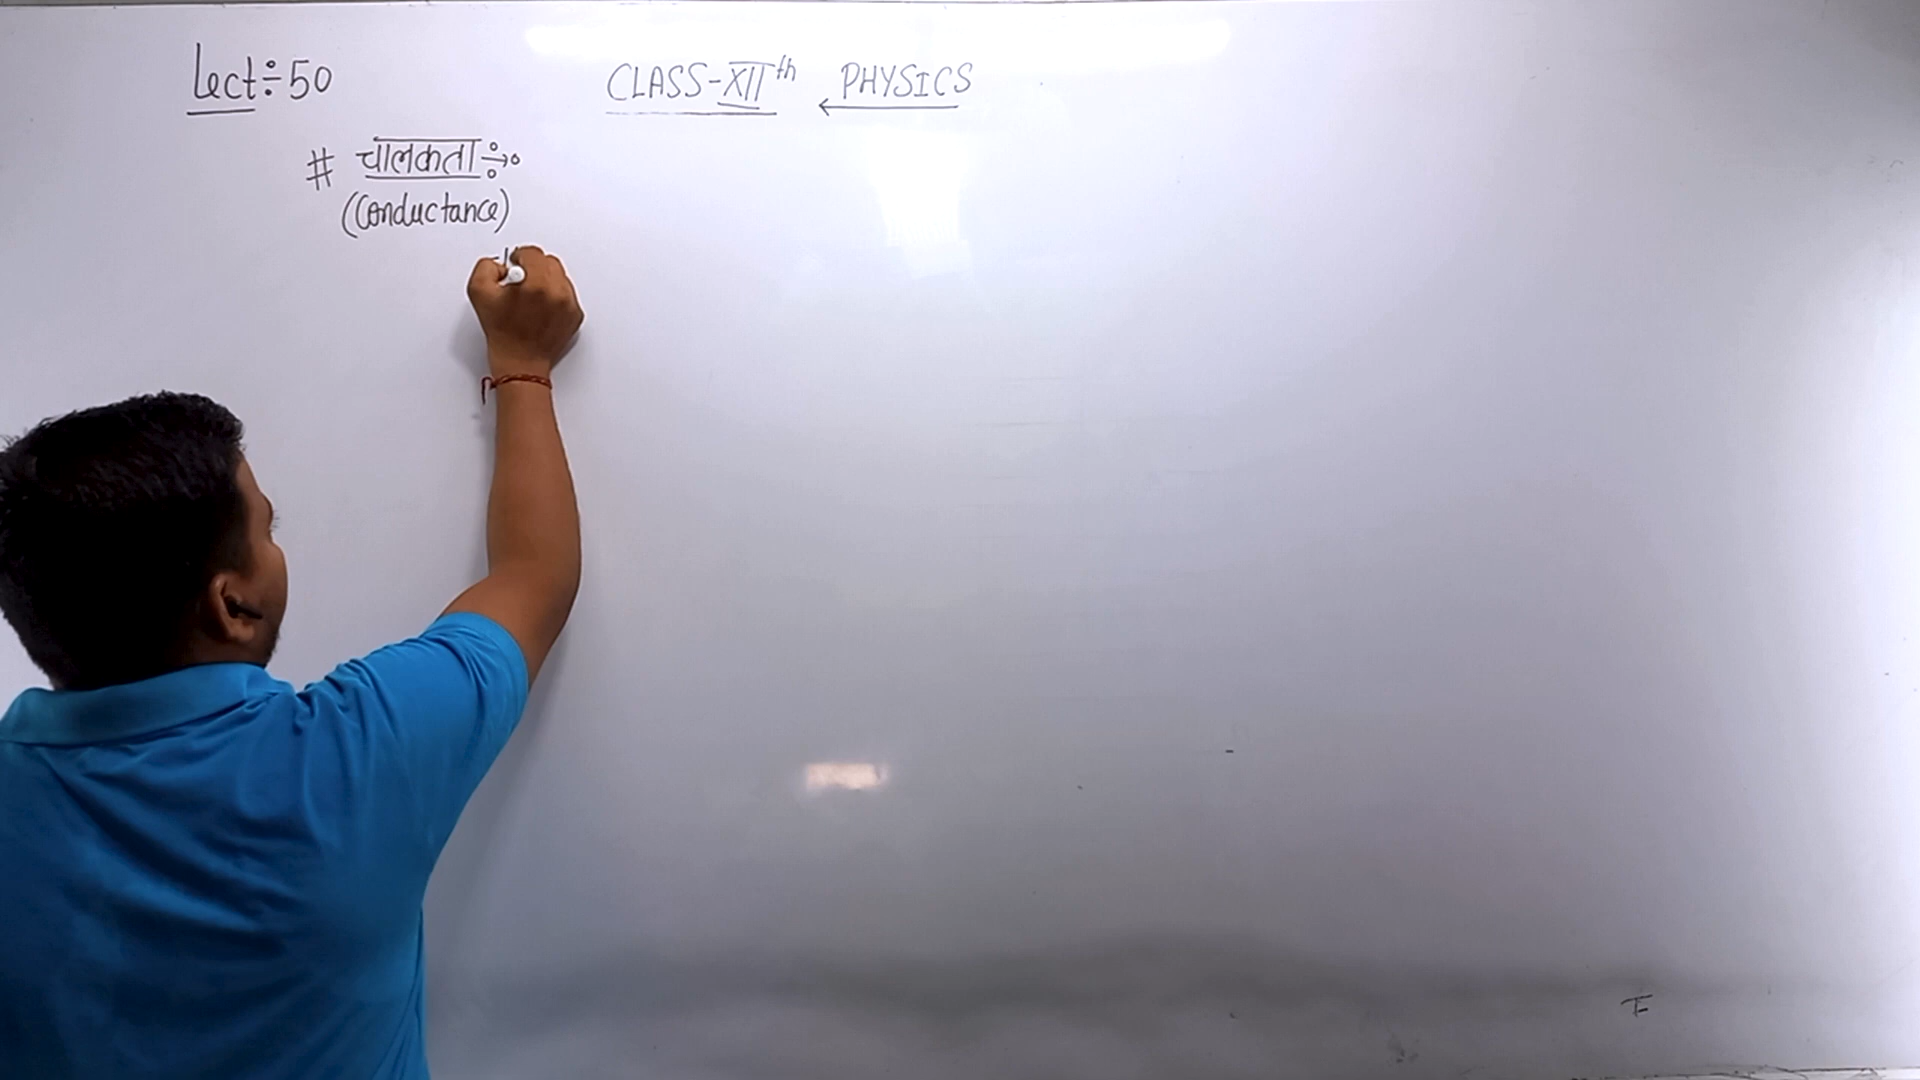 Lect÷50
CLASS-XIIth PHYSICS
# चालकता÷
(Conductance)